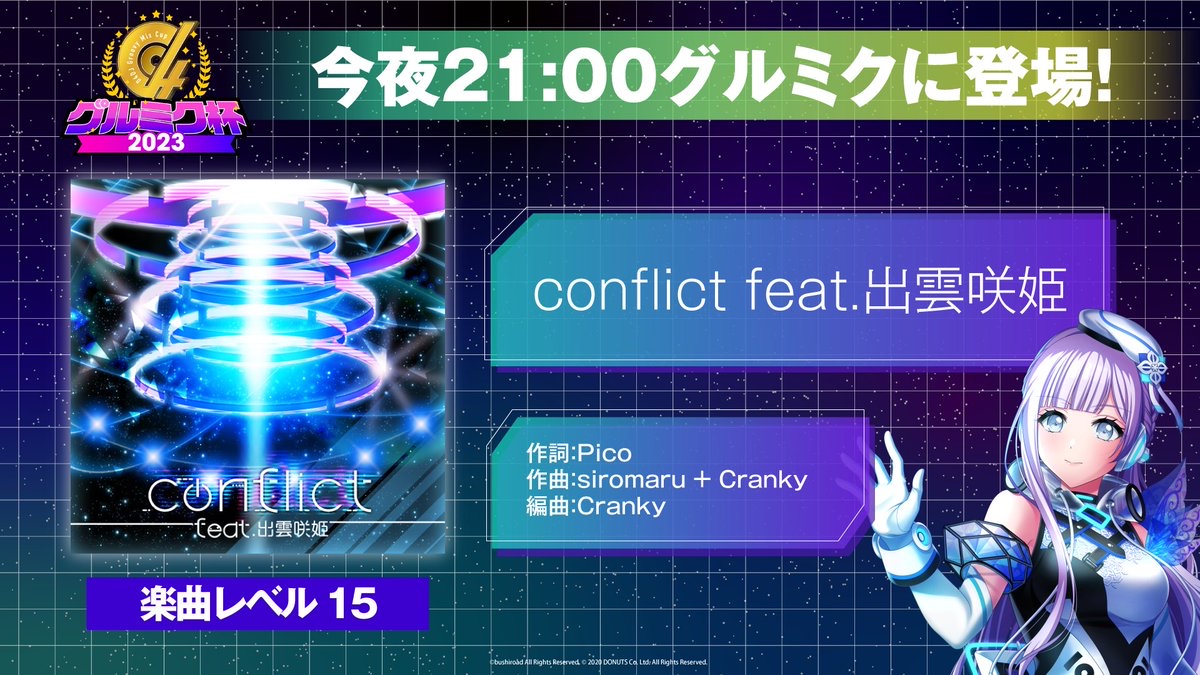 D4DJ Groovy Mix Cup
グルミク杯
2023
今夜21:00グルミクに登場!
conflict
feat.出雲咲姫
楽曲レベル 15
conflict feat.出雲咲姫
作詞:Pico
作曲:siromaru + Cranky
編曲:Cranky
©bushiroad All Rights Reserved. © 2020 DONUTS Co. Ltd. All Rights Reserved.